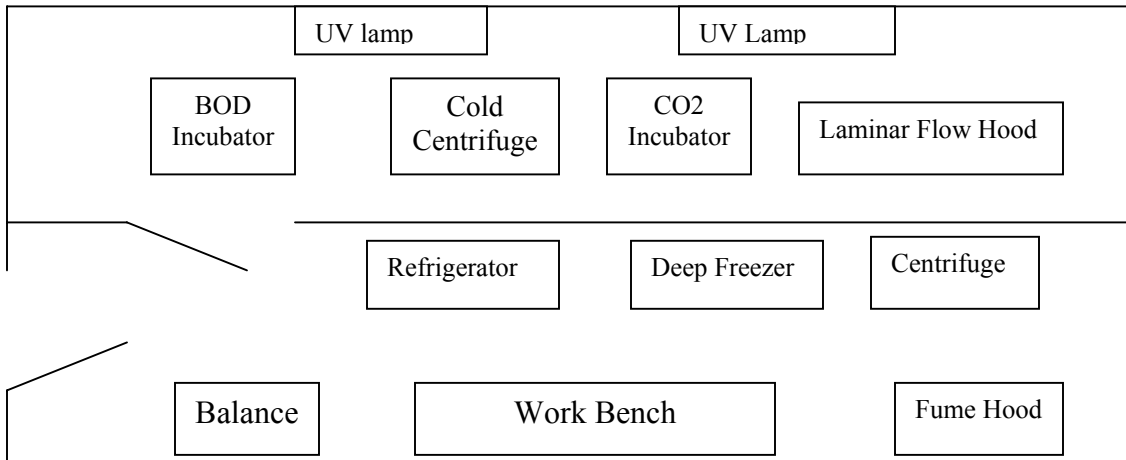 UV lamp
UV Lamp
BOD
Incubator
Cold
Centrifuge
CO2
Incubator
Laminar Flow Hood
Refrigerator
Deep Freezer
Centrifuge
Balance
Work Bench
Fume Hood